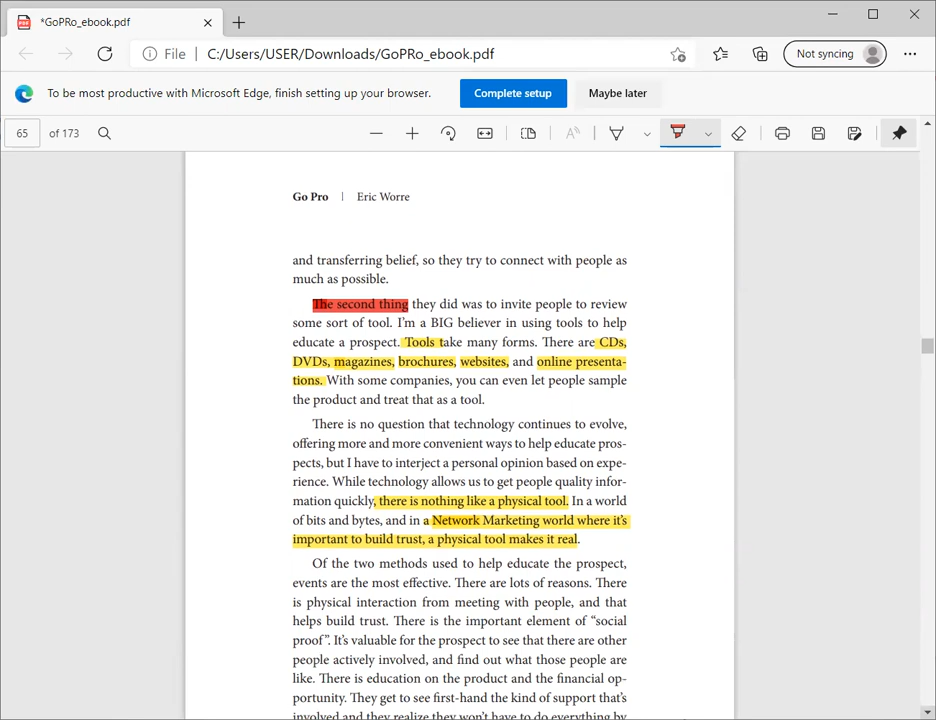 *GoPRo_ebook.pdf
File
C:/Users/USER/Downloads/GoPRO_ebook.pdf
Not syncing
To be most productive with Microsoft Edge, finish setting up your browser.
Complete setup
Maybe later
65 of 173
Go Pro | Eric Worre
and transferring belief, so they try to connect with people as
much as possible.
The second thing they did was to invite people to review
some sort of tool. I'm a BIG believer in using tools to help
educate a prospect. Tools take many forms. There are CDs,
DVDs, magazines, brochures, websites, and online presenta-
tions. With some companies, you can even let people sample
the product and treat that as a tool.
There is no question that technology continues to evolve,
offering more and more convenient ways to help educate pros-
pects, but I have to interject a personal opinion based on expe-
rience. While technology allows us to get people quality infor-
mation quickly, there is nothing like a physical tool. In a world
of bits and bytes, and in a Network Marketing world where it's
important to build trust, a physical tool makes it real.
Of the two methods used to help educate the prospect,
events are the most effective. There are lots of reasons. There
is physical interaction from meeting with people, and that
helps build trust. There is the important element of “social
proof”. It's valuable for the prospect to see that there are other
people actively involved, and find out what those people are
like. There is education on the product and the financial op-
portunity. They get to see first-hand the kind of support that's
involved and they realize they won't have to do everything by